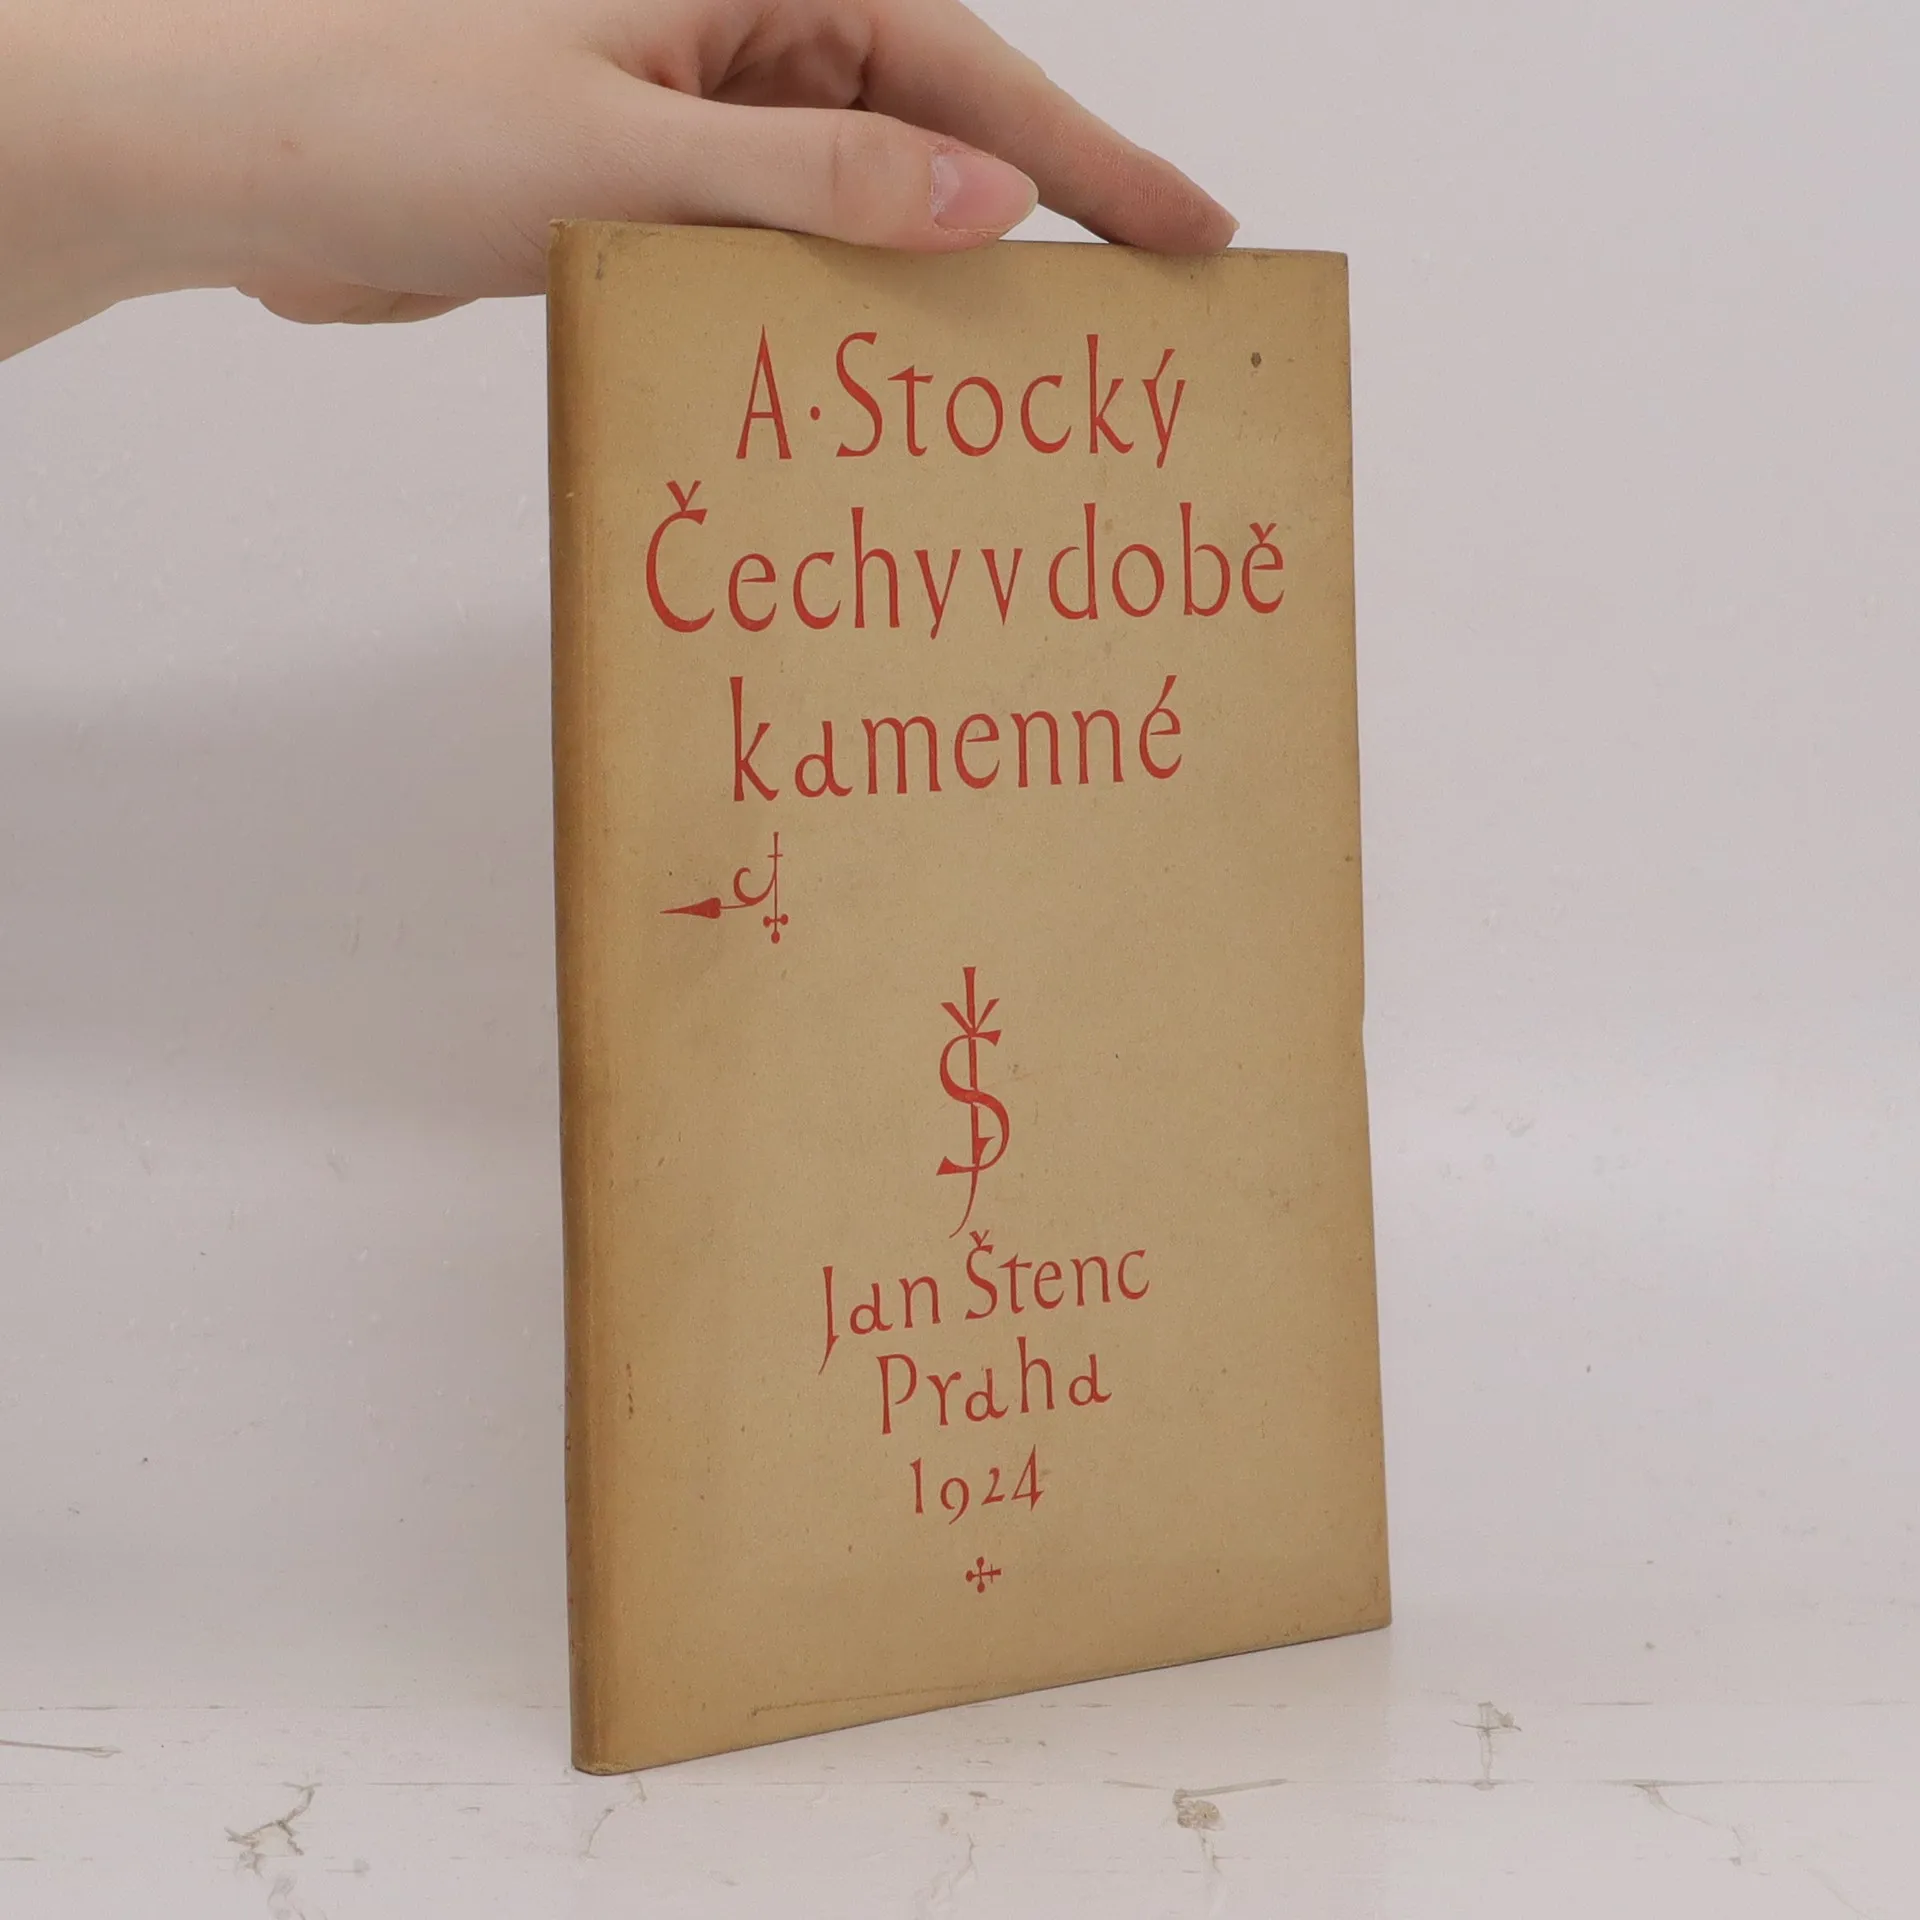 A·Stocký
Čechy v době
kamenné
Jan Štenc
Praha
1924